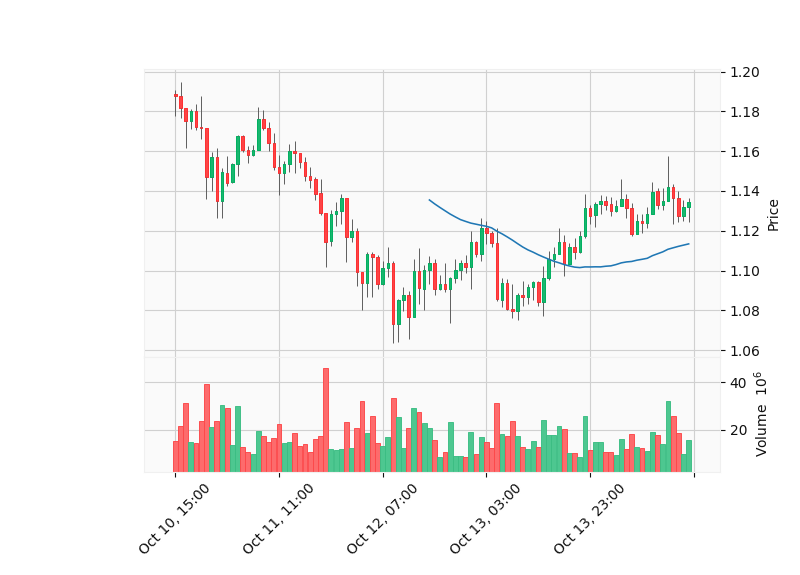 1.20
1.18
1.16
1.14
1.12
1.10
1.08
1.06
Price
40
20
Volume 10⁶
Oct 10, 15:00
Oct 11, 11:00
Oct 12, 07:00
Oct 13, 03:00
Oct 13, 23:00